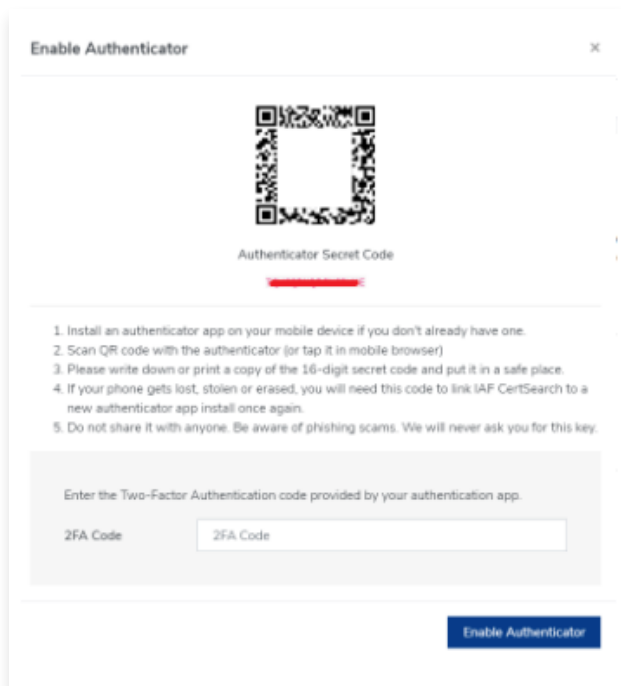 Enable Authenticator ×
Authenticator Secret Code
1. Install an authenticator app on your mobile device if you don't already have one.
2. Scan QR code with the authenticator (or tap it in mobile browser)
3. Please write down or print a copy of the 16-digit secret code and put it in a safe place.
4. If your phone gets lost, stolen or erased, you will need this code to link IAF CertSearch to a
new authenticator app install once again.
5. Do not share it with anyone. Be aware of phishing scams. We will never ask you for this key.
Enter the Two-Factor Authentication code provided by your authentication app.
2FA Code 2FA Code
Enable Authenticator